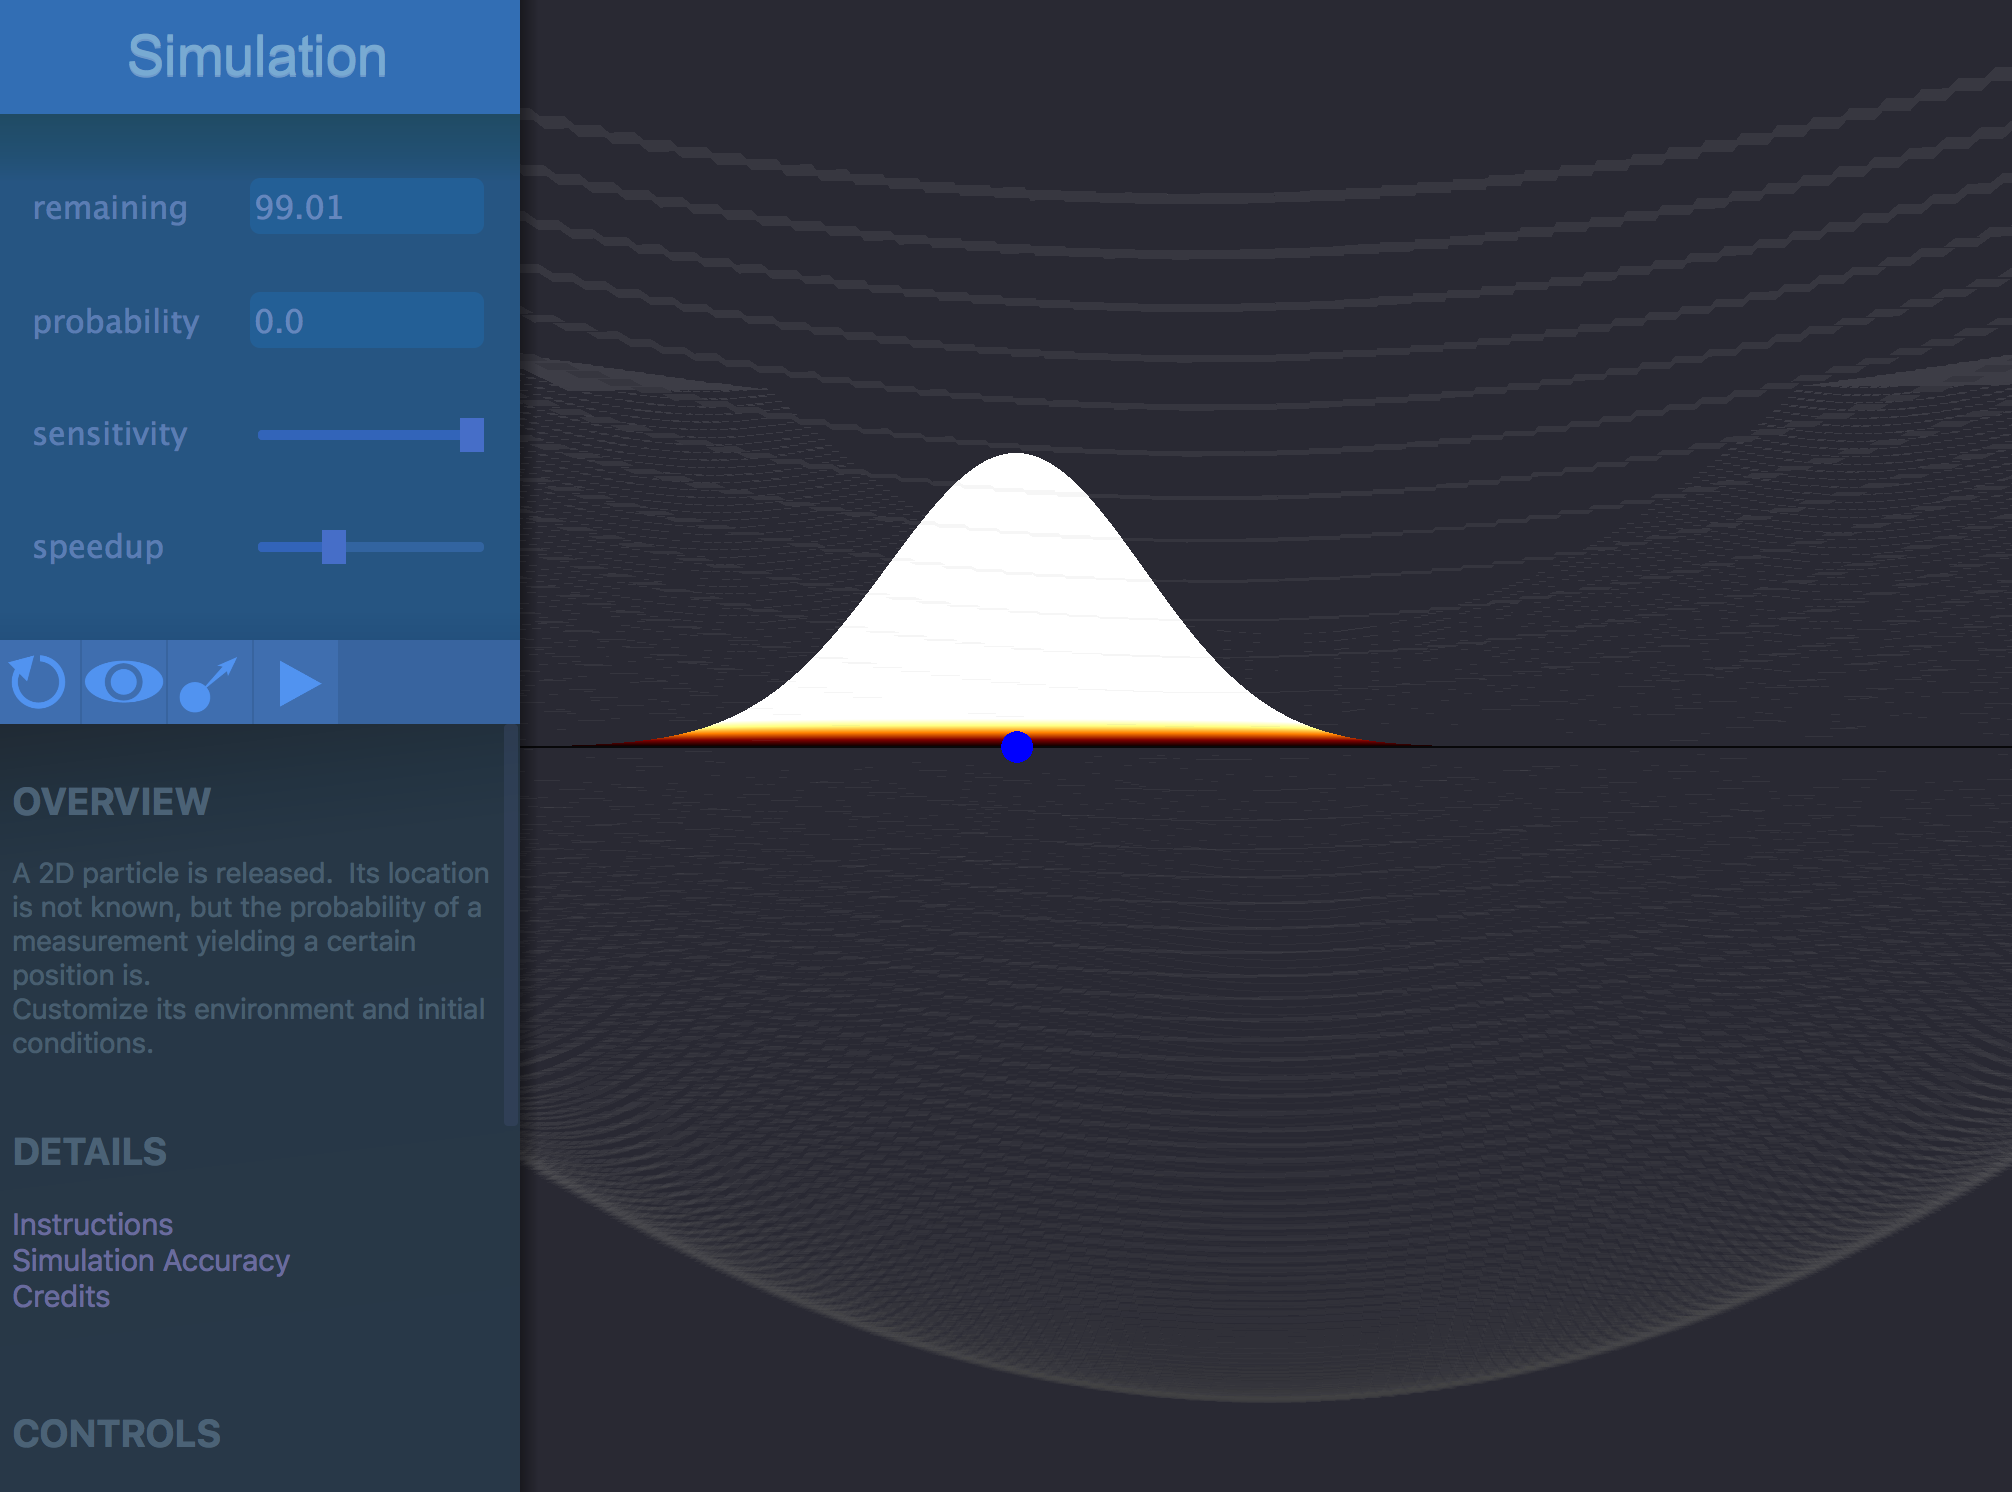 Simulation
remaining 99.01
probability 0.0
sensitivity
speedup
OVERVIEW
A 2D particle is released.  Its location
is not known, but the probability of a
measurement yielding a certain
position is.
Customize its environment and initial
conditions.
DETAILS
Instructions
Simulation Accuracy
Credits
CONTROLS